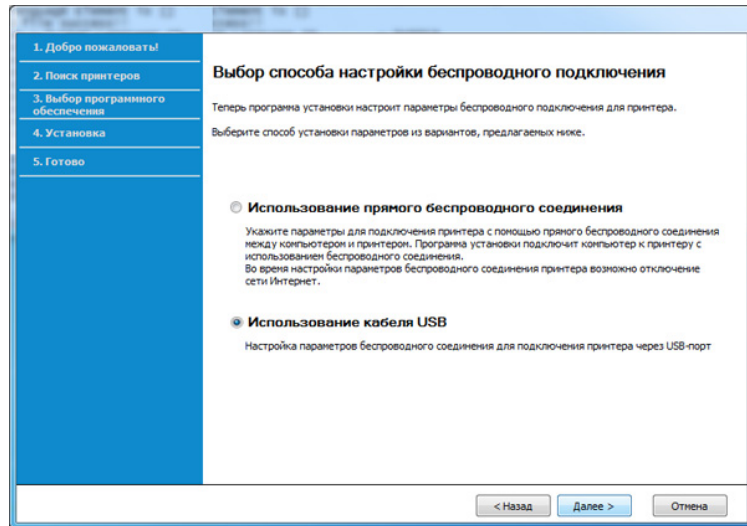 1. Добро пожаловать!
2. Поиск принтеров
3. Выбор программного
обеспечения
4. Установка
5. Готово
Выбор способа настройки беспроводного подключения
Теперь программа установки настроит параметры беспроводного подключения для принтера.
Выберите способ установки параметров из вариантов, предлагаемых ниже.
Использование прямого беспроводного соединения
Укажите параметры для подключения принтера с помощью прямого беспроводного соединения
между компьютером и принтером. Программа установки подключит компьютер к принтеру с
использованием беспроводного соединения.
Во время настройки параметров беспроводного соединения принтера возможно отключение
сети Интернет.
Использование кабеля USB
Настройка параметров беспроводного соединения для подключения принтера через USB-порт
< Назад
Далее >
Отмена